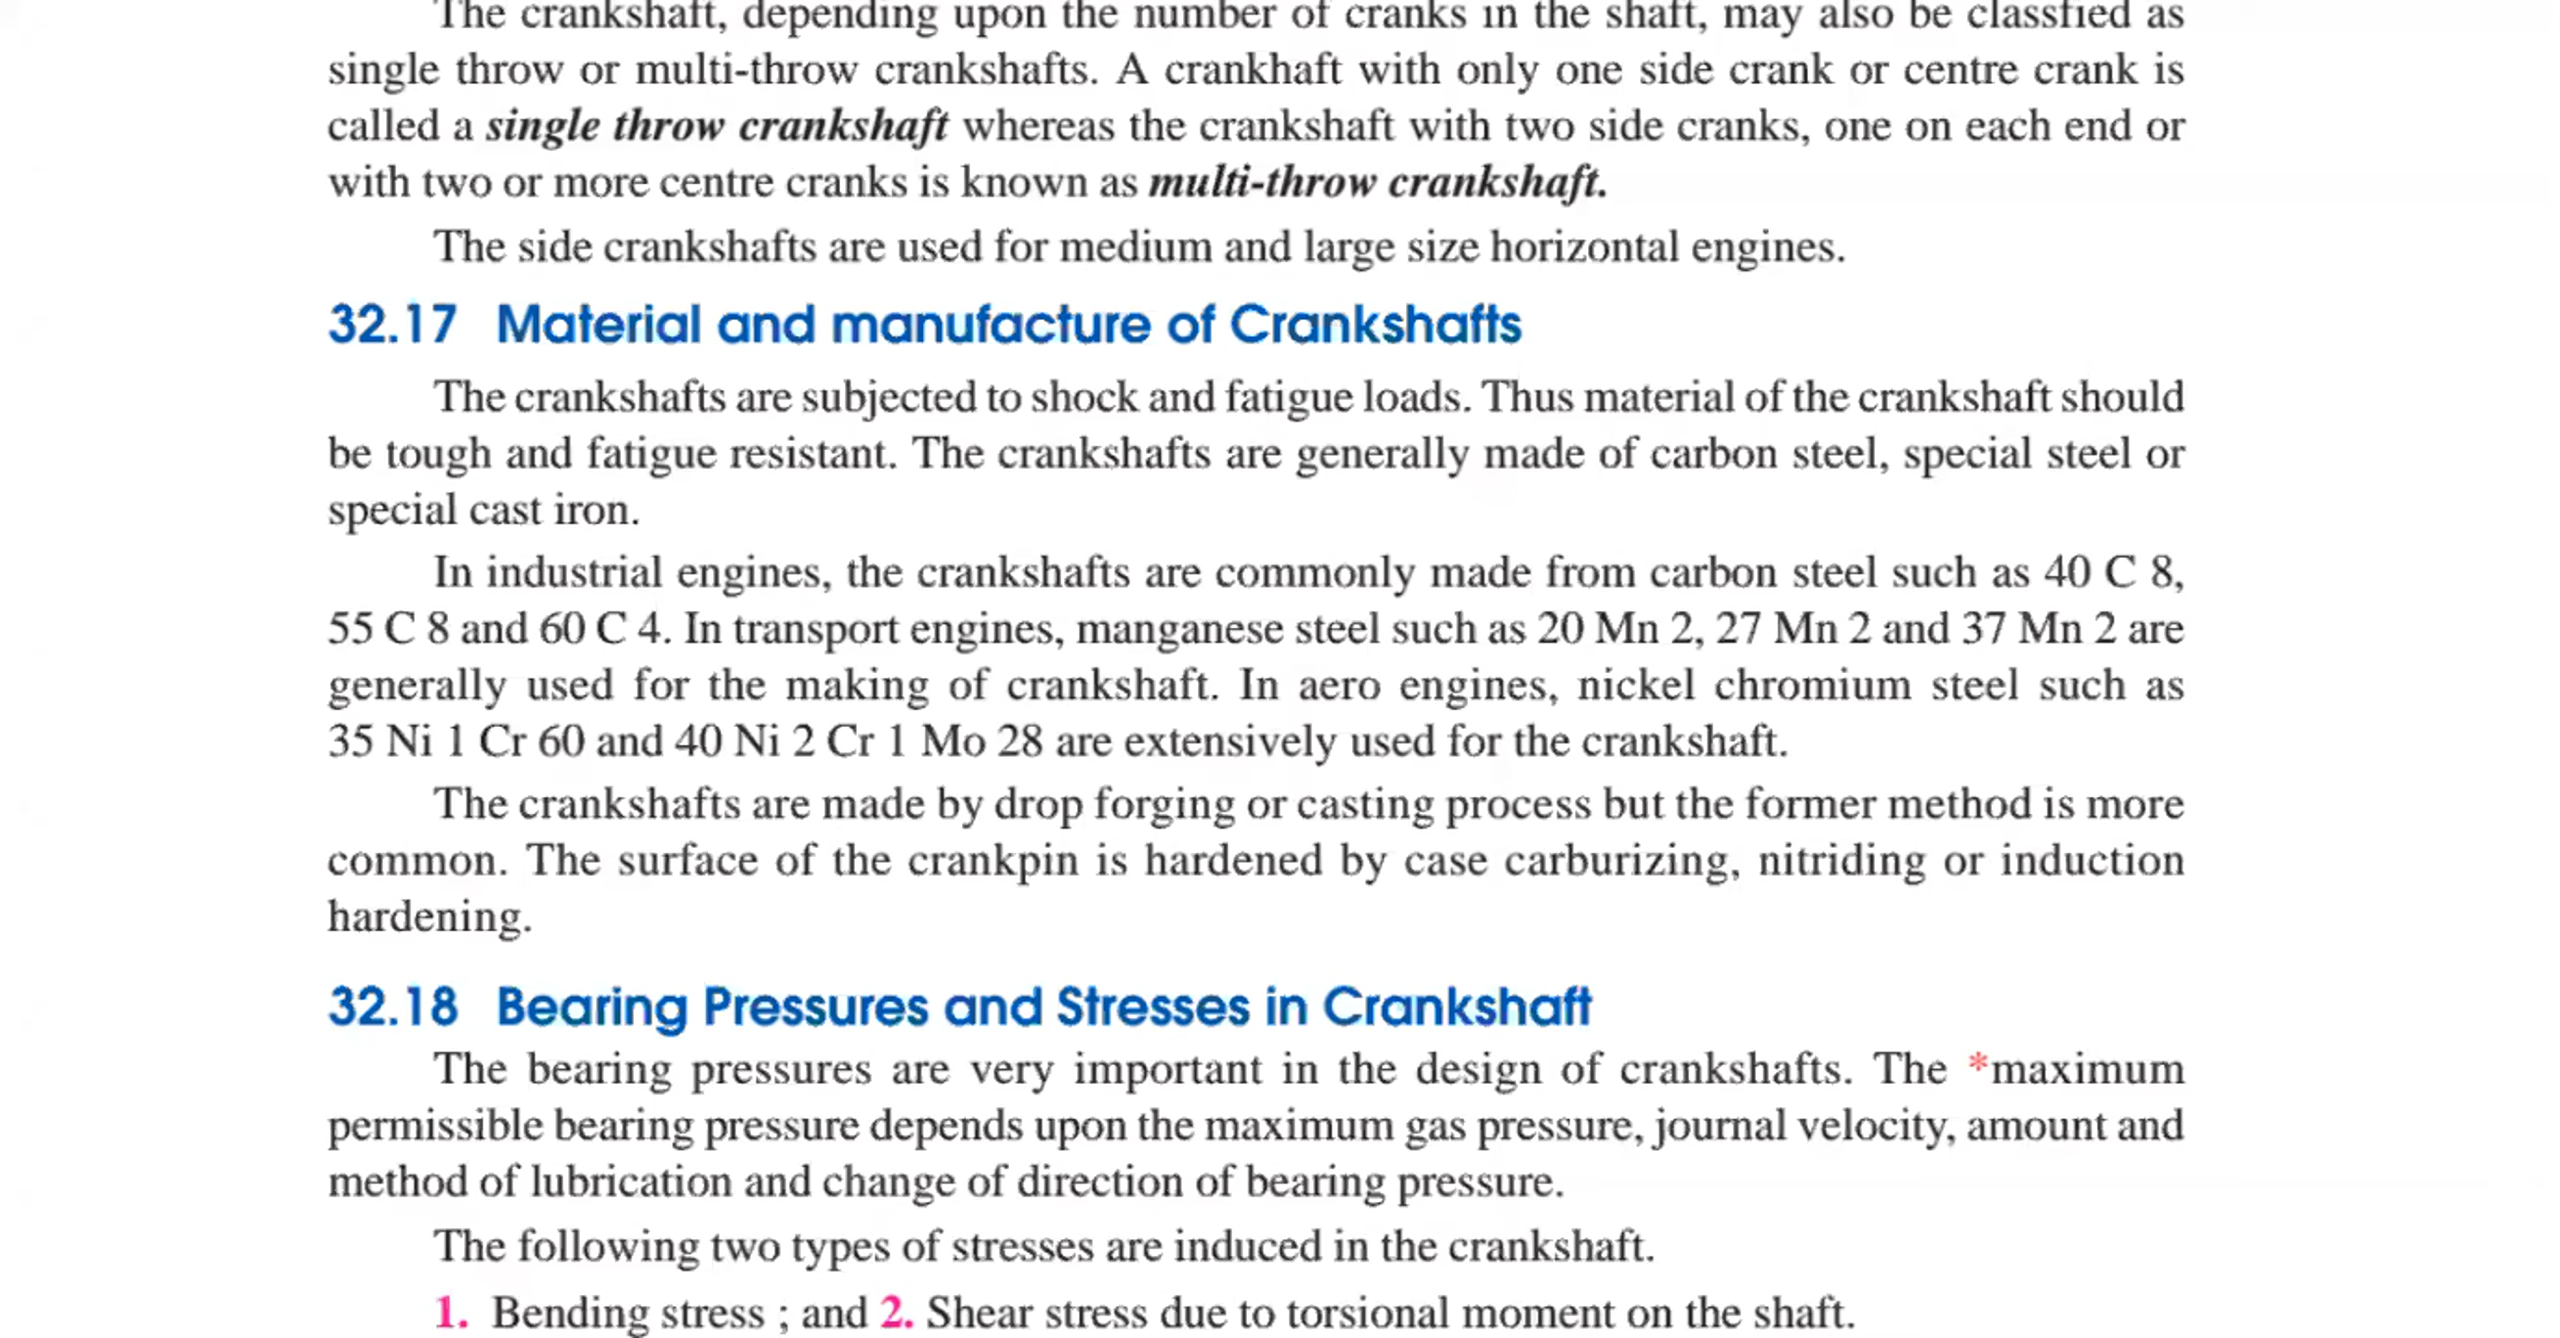 The crankshaft, depending upon the number of cranks in the shaft, may also be classfied as
single throw or multi-throw crankshafts. A crankhaft with only one side crank or centre crank is
called a single throw crankshaft whereas the crankshaft with two side cranks, one on each end or
with two or more centre cranks is known as multi-throw crankshaft.
The side crankshafts are used for medium and large size horizontal engines.
32.17 Material and manufacture of Crankshafts
The crankshafts are subjected to shock and fatigue loads. Thus material of the crankshaft should
be tough and fatigue resistant. The crankshafts are generally made of carbon steel, special steel or
special cast iron.
In industrial engines, the crankshafts are commonly made from carbon steel such as 40 C 8,
55 C 8 and 60 C 4. In transport engines, manganese steel such as 20 Mn 2, 27 Mn 2 and 37 Mn 2 are
generally used for the making of crankshaft. In aero engines, nickel chromium steel such as
35 Ni 1 Cr 60 and 40 Ni 2 Cr 1 Mo 28 are extensively used for the crankshaft.
The crankshafts are made by drop forging or casting process but the former method is more
common. The surface of the crankpin is hardened by case carburizing, nitriding or induction
hardening.
32.18 Bearing Pressures and Stresses in Crankshaft
The bearing pressures are very important in the design of crankshafts. The *maximum
permissible bearing pressure depends upon the maximum gas pressure, journal velocity, amount and
method of lubrication and change of direction of bearing pressure.
The following two types of stresses are induced in the crankshaft.
1. Bending stress ; and 2. Shear stress due to torsional moment on the shaft.